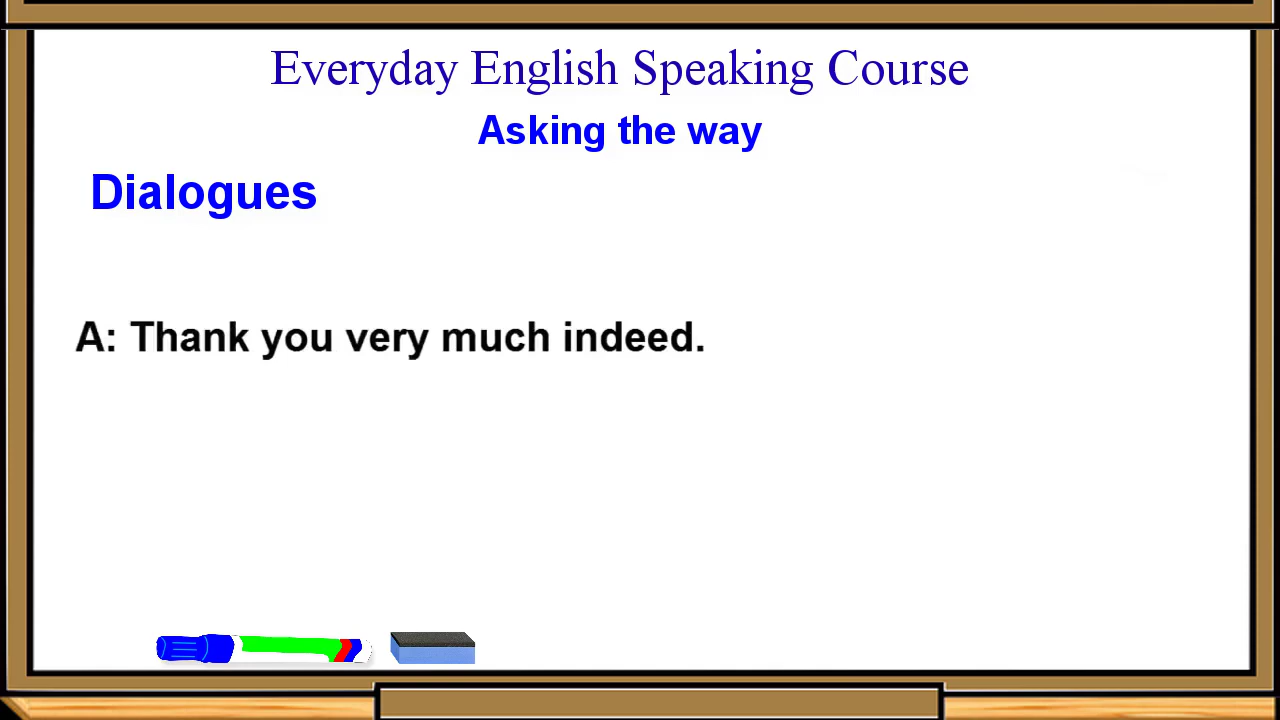 Everyday English Speaking Course
Asking the way
Dialogues
A: Thank you very much indeed.